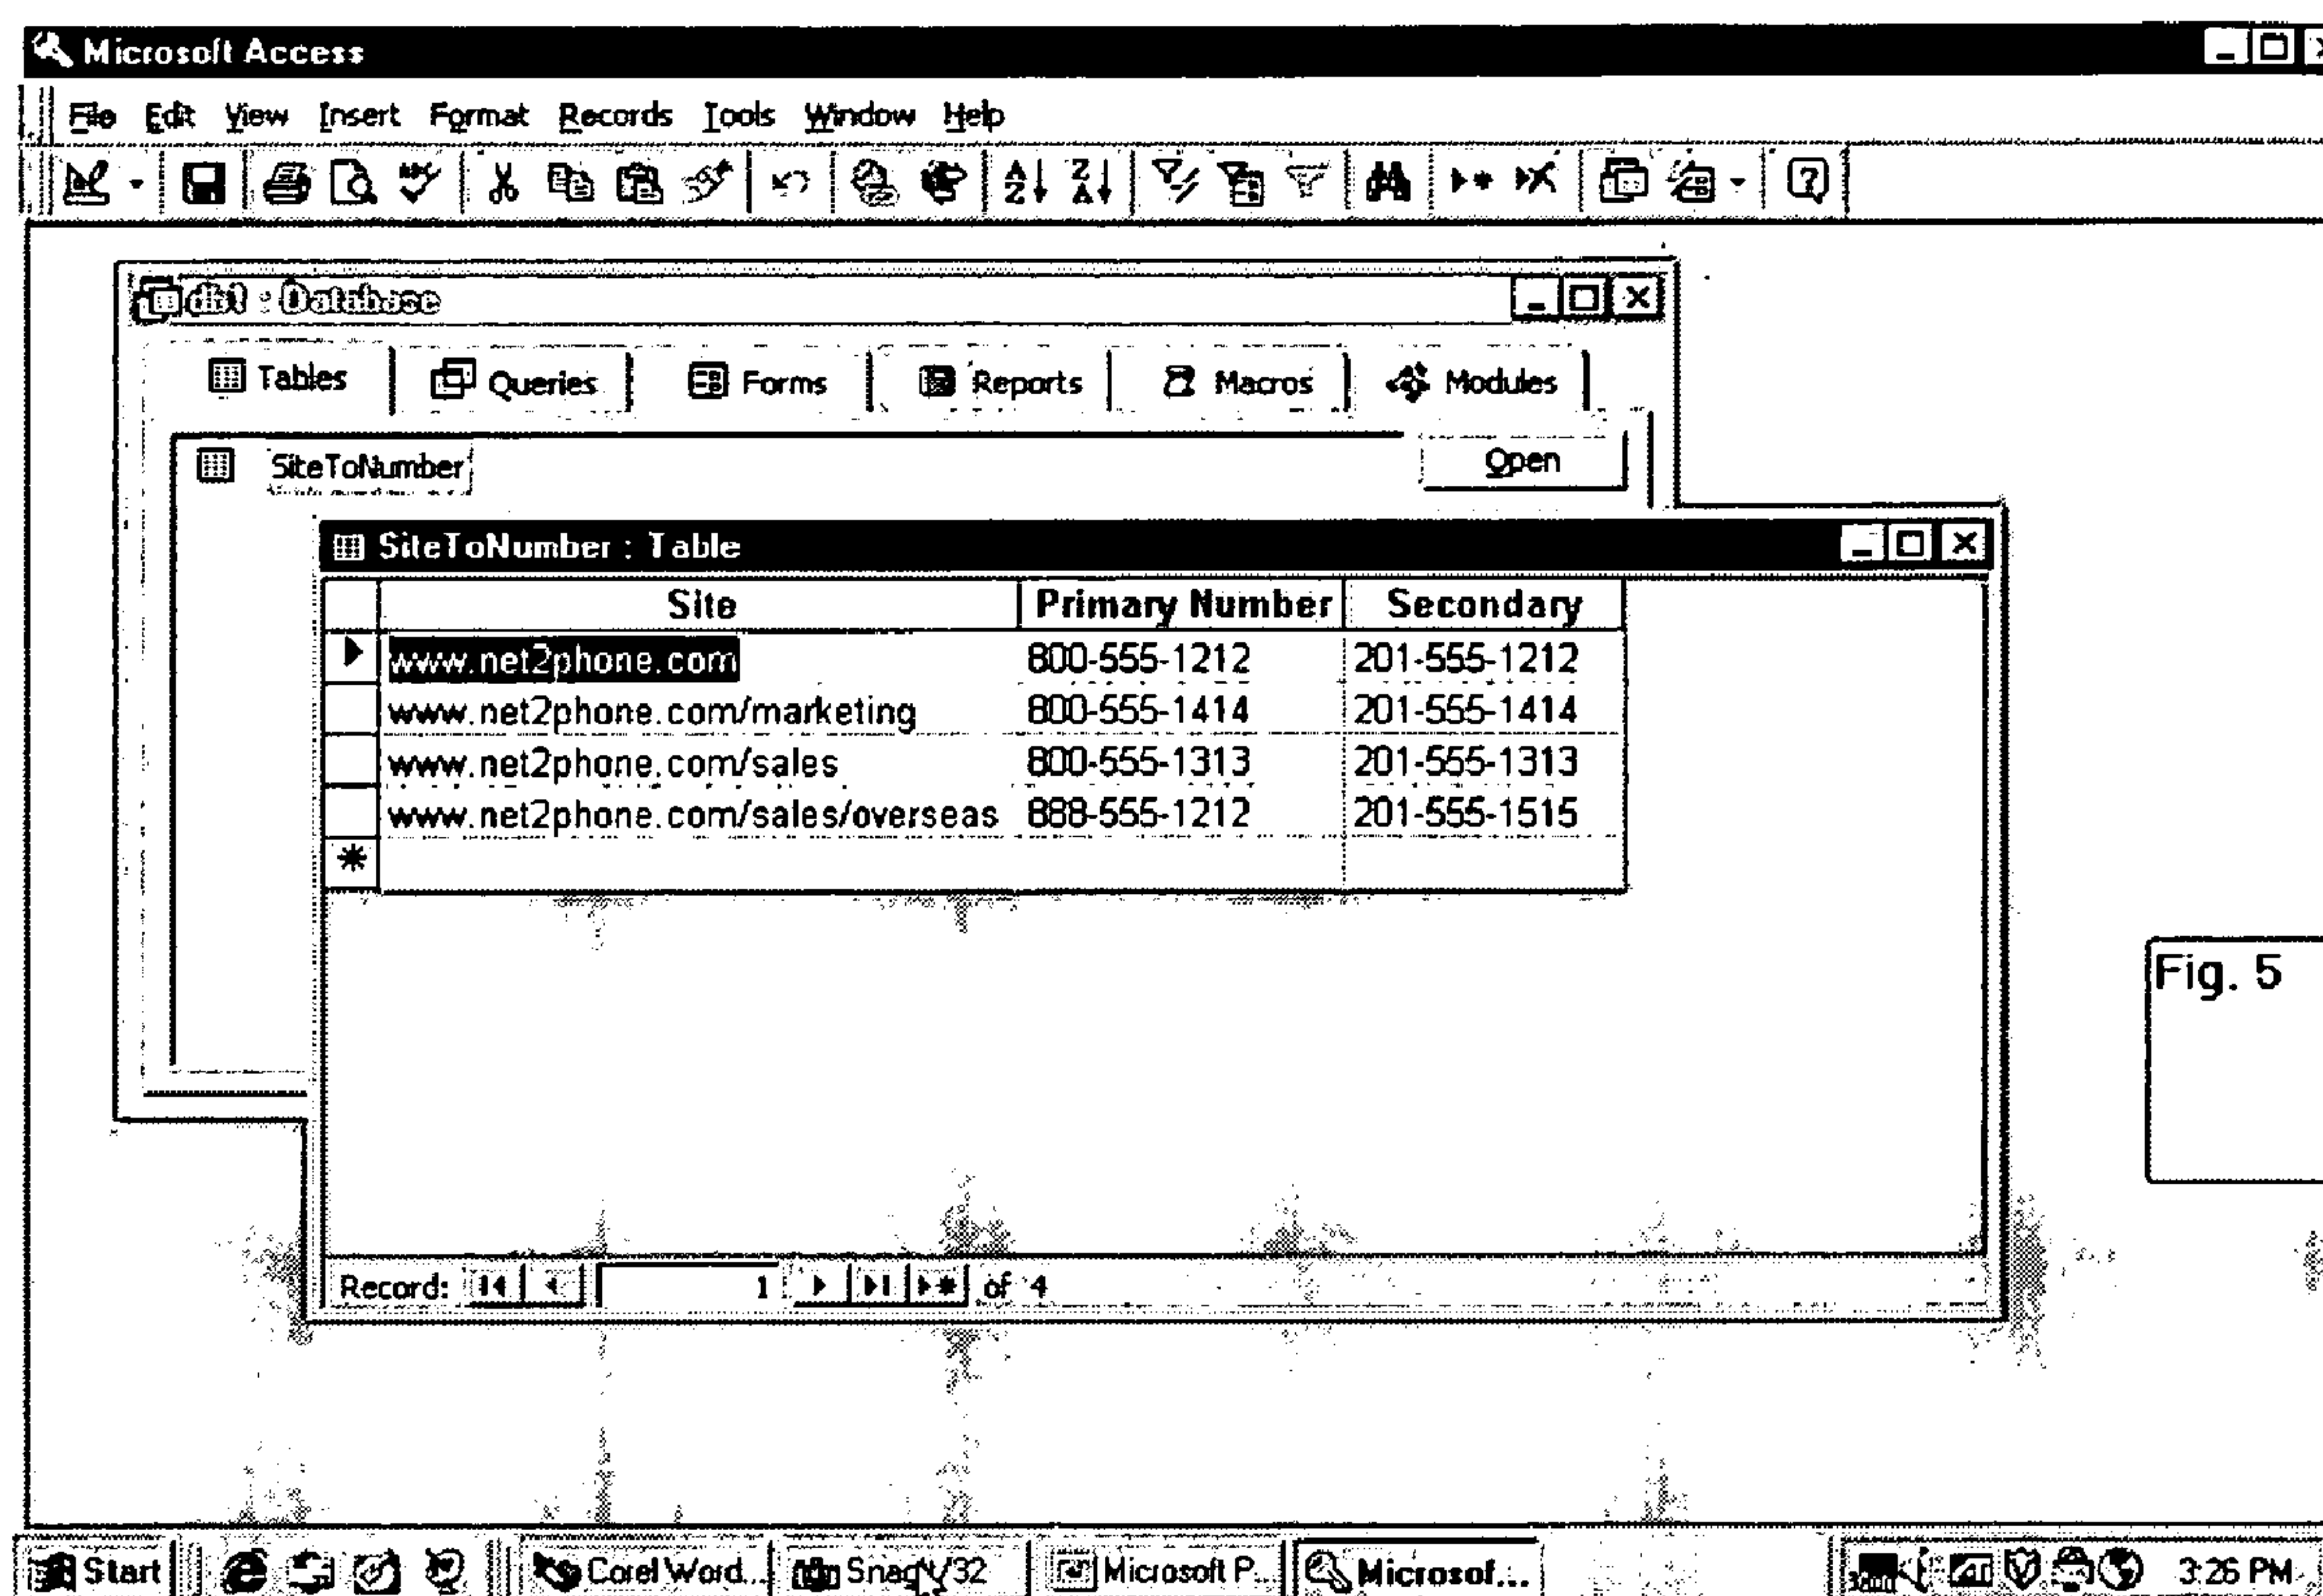 Microsoft Access
File Edit View Insert Format Records Tools Window Help
db1 : Database
Tables Queries Forms Reports Macros Modules
SiteToNumber Open
SiteToNumber : Table
Site Primary Number Secondary
www.net2phone.com 800-555-1212 201-555-1212
www.net2phone.com/marketing 800-555-1414 201-555-1414
www.net2phone.com/sales 800-555-1313 201-555-1313
www.net2phone.com/sales/overseas 888-555-1212 201-555-1515
Fig. 5
Record: 1 of 4
Start Corel Word... Microsoft P... Microsof... 3:26 PM